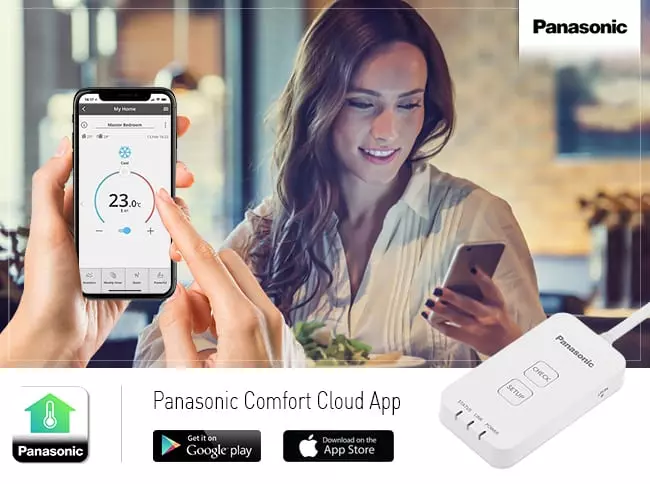 Panasonic
My Home
Master Bedroom
Cool
23.0°C
Panasonic
CHECK
SETUP
STATUS LINK POWER
Panasonic
Panasonic Comfort Cloud App
Get it on
Google play
Download on the
App Store